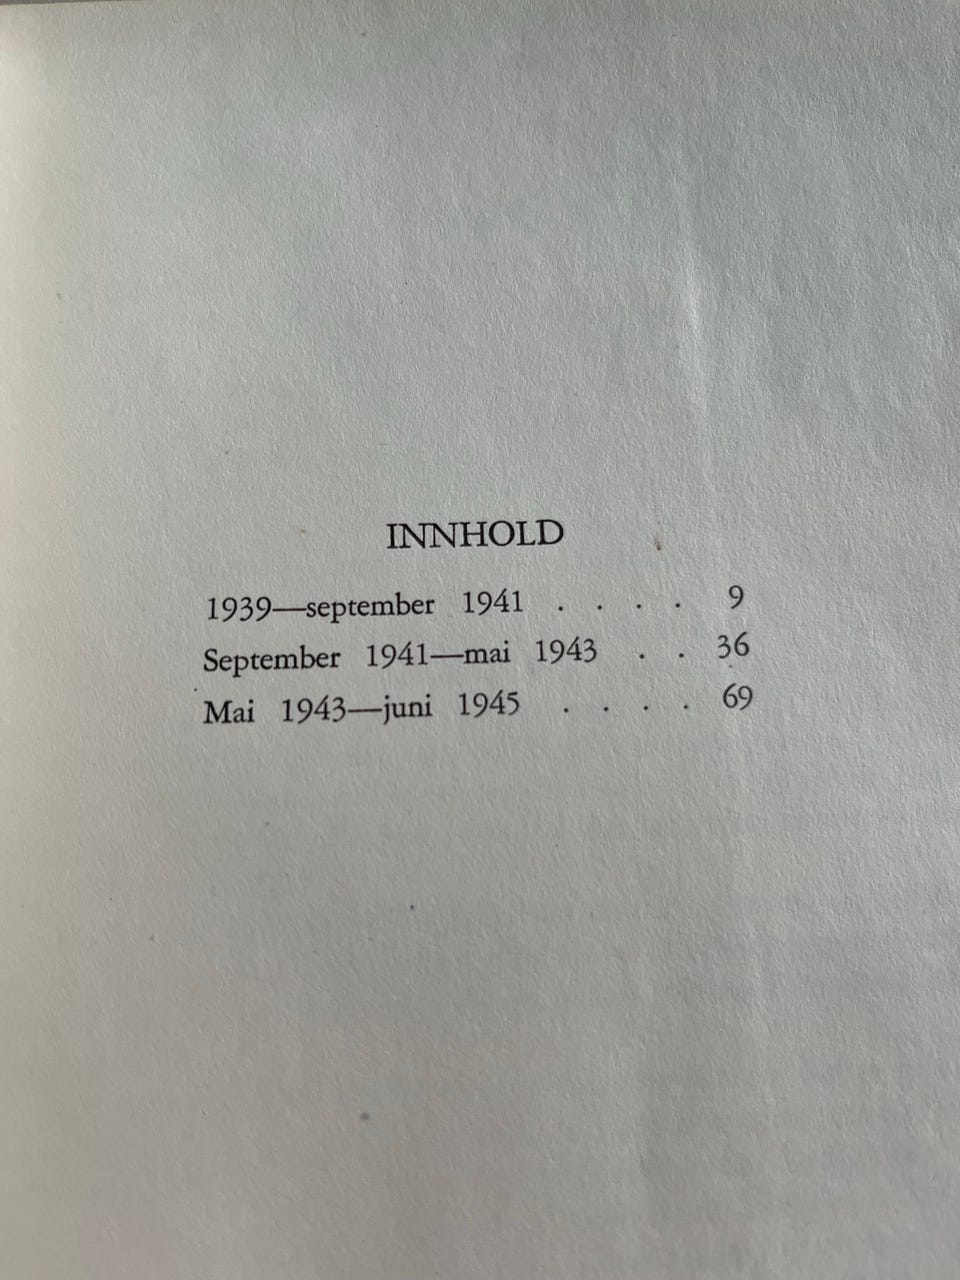 INNHOLD
1939—september 1941 . . . . 9
September 1941—mai 1943 . . 36
Mai 1943—juni 1945 . . . . 69